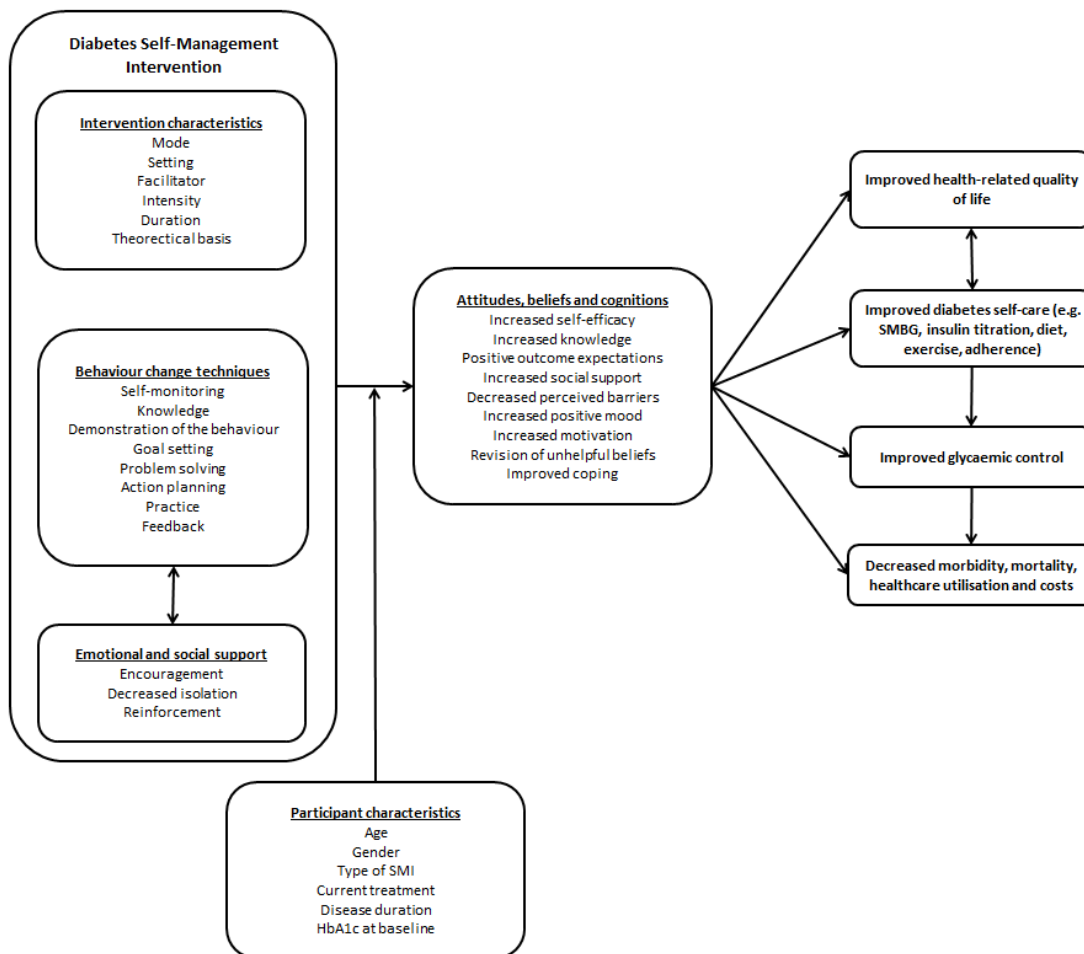 Diabetes Self-Management
Intervention
Intervention characteristics
Mode
Setting
Facilitator
Intensity
Duration
Theorectical basis
Behaviour change techniques
Self-monitoring
Knowledge
Demonstration of the behaviour
Goal setting
Problem solving
Action planning
Practice
Feedback
Emotional and social support
Encouragement
Decreased isolation
Reinforcement
Participant characteristics
Age
Gender
Type of SMI
Current treatment
Disease duration
HbA1c at baseline
Attitudes, beliefs and cognitions
Increased self-efficacy
Increased knowledge
Positive outcome expectations
Increased social support
Decreased perceived barriers
Increased positive mood
Increased motivation
Revision of unhelpful beliefs
Improved coping
Improved health-related quality
of life
Improved diabetes self-care (e.g.
SMBG, insulin titration, diet,
exercise, adherence)
Improved glycaemic control
Decreased morbidity, mortality,
healthcare utilisation and costs